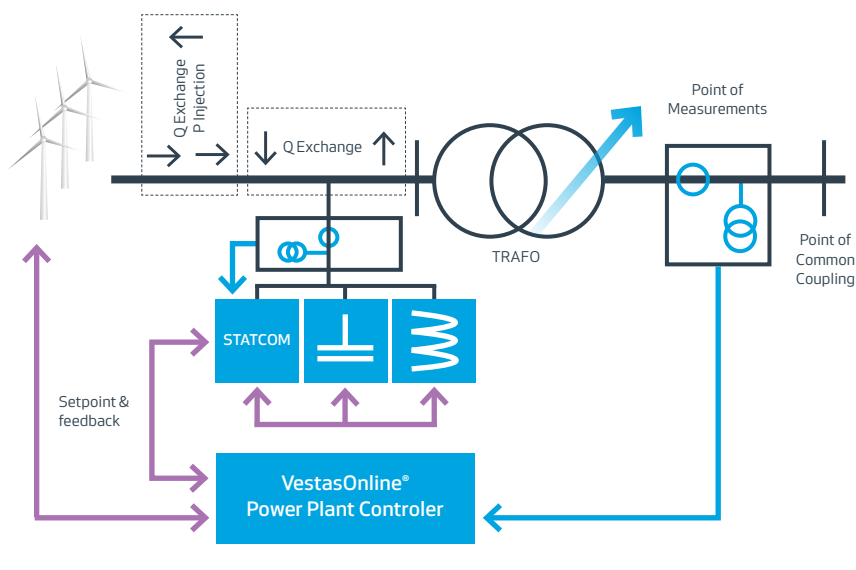 Q Exchange
P Injection
Q Exchange
Point of
Measurements
TRAFO
Point of
Common
Coupling
STATCOM
Setpoint &
feedback
VestasOnline®
Power Plant Controler